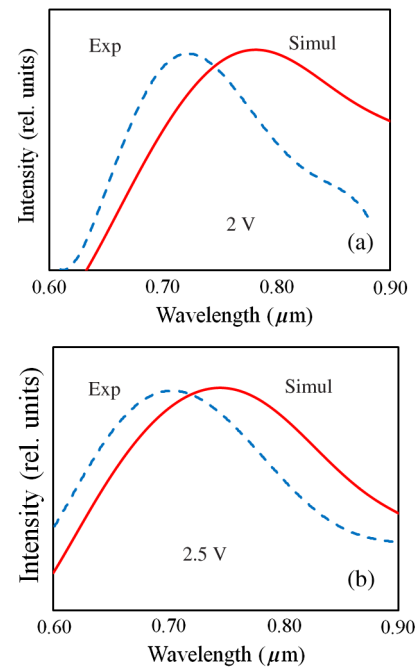 Exp
Simul
Intensity (rel. units)
2 V
(a)
0.60 0.70 0.80 0.90
Wavelength (μm)
Exp
Simul
Intensity (rel. units)
2.5 V
(b)
0.60 0.70 0.80 0.90
Wavelength (μm)